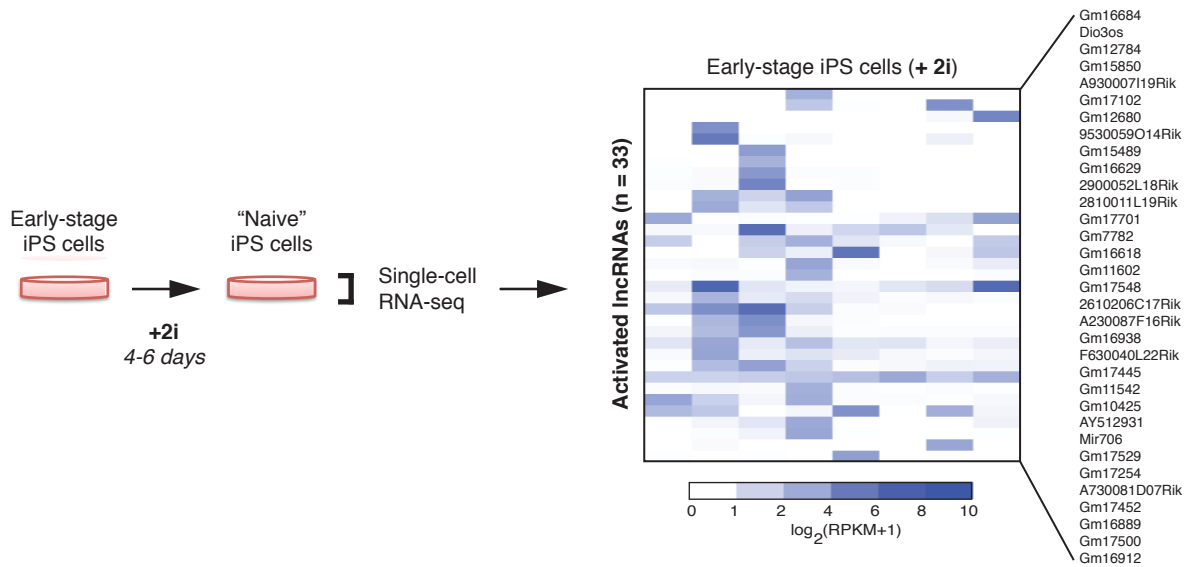 Early-stage
iPS cells
+2i
4-6 days
“Naive”
iPS cells
Single-cell
RNA-seq
Early-stage iPS cells (+ 2i)
Activated lncRNAs (n = 33)
0 1 2 4 6 8 10
log2(RPKM+1)
Gm16684
Dio3os
Gm12784
Gm15850
A930007I19Rik
Gm17102
Gm12680
9530059O14Rik
Gm15489
Gm16629
2900052L18Rik
2810011L19Rik
Gm17701
Gm7782
Gm16618
Gm11602
Gm17548
2610206C17Rik
A230087F16Rik
Gm16938
F630040L22Rik
Gm17445
Gm11542
Gm10425
AY512931
Mir706
Gm17529
Gm17254
A730081D07Rik
Gm17452
Gm16889
Gm17500
Gm16912